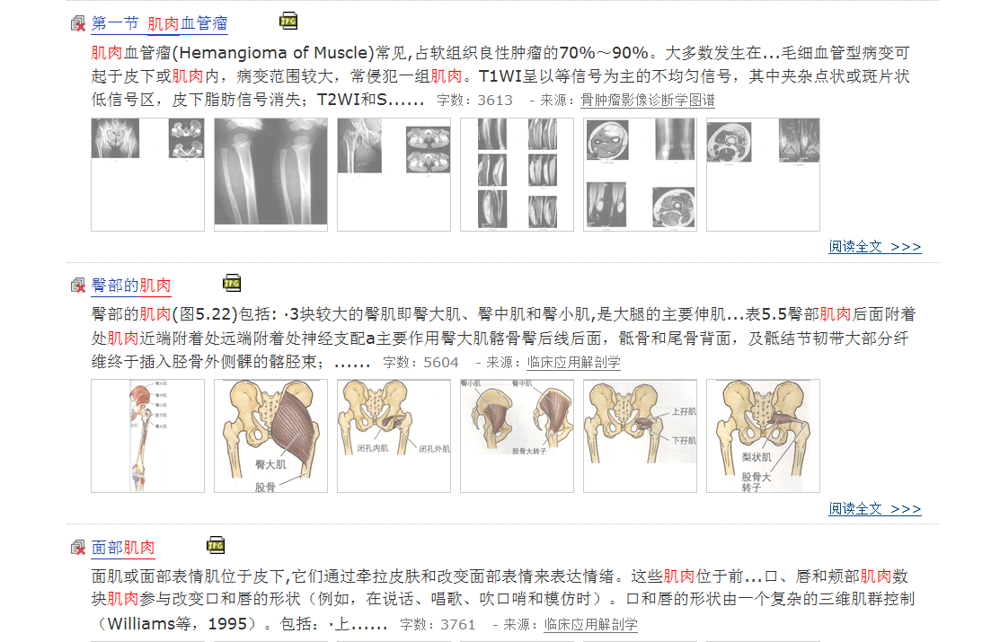 第一节 肌肉血管瘤
JPG
肌肉血管瘤(Hemangioma of Muscle)常见,占软组织良性肿瘤的70%～90%。大多数发生在...毛细血管型病变可
起于皮下或肌肉内，病变范围较大，常侵犯一组肌肉。T1WI呈以等信号为主的不均匀信号，其中夹杂点状或斑片状
低信号区，皮下脂肪信号消失；T2WI和S...... 字数：3613 - 来源：骨肿瘤影像诊断学图谱
阅读全文 >>>
臀部的肌肉
JPG
臀部的肌肉(图5.22)包括: ·3块较大的臀肌即臀大肌、臀中肌和臀小肌,是大腿的主要伸肌...表5.5臀部肌肉后面附着
处肌肉近端附着处远端附着处神经支配a主要作用臀大肌髂骨臀后线后面，骶骨和尾骨背面，及骶结节韧带大部分纤
维终于插入胫骨外侧髁的髂胫束；...... 字数：5604 - 来源：临床应用解剖学
臀大肌
臀中肌
臀小肌
臀大肌
臀大肌
股骨
闭孔内肌
闭孔外肌
臀小肌
臀中肌
股骨大转子
上孖肌
下孖肌
梨状肌
股骨大
转子
阅读全文 >>>
面部肌肉
JPG
面肌或面部表情肌位于皮下,它们通过牵拉皮肤和改变面部表情来表达情绪。这些肌肉位于前...口、唇和颊部肌肉数
块肌肉参与改变口和唇的形状（例如，在说话、唱歌、吹口哨和模仿时）。口和唇的形状由一个复杂的三维肌群控制
（Williams等，1995）。包括：·上...... 字数：3761 - 来源：临床应用解剖学